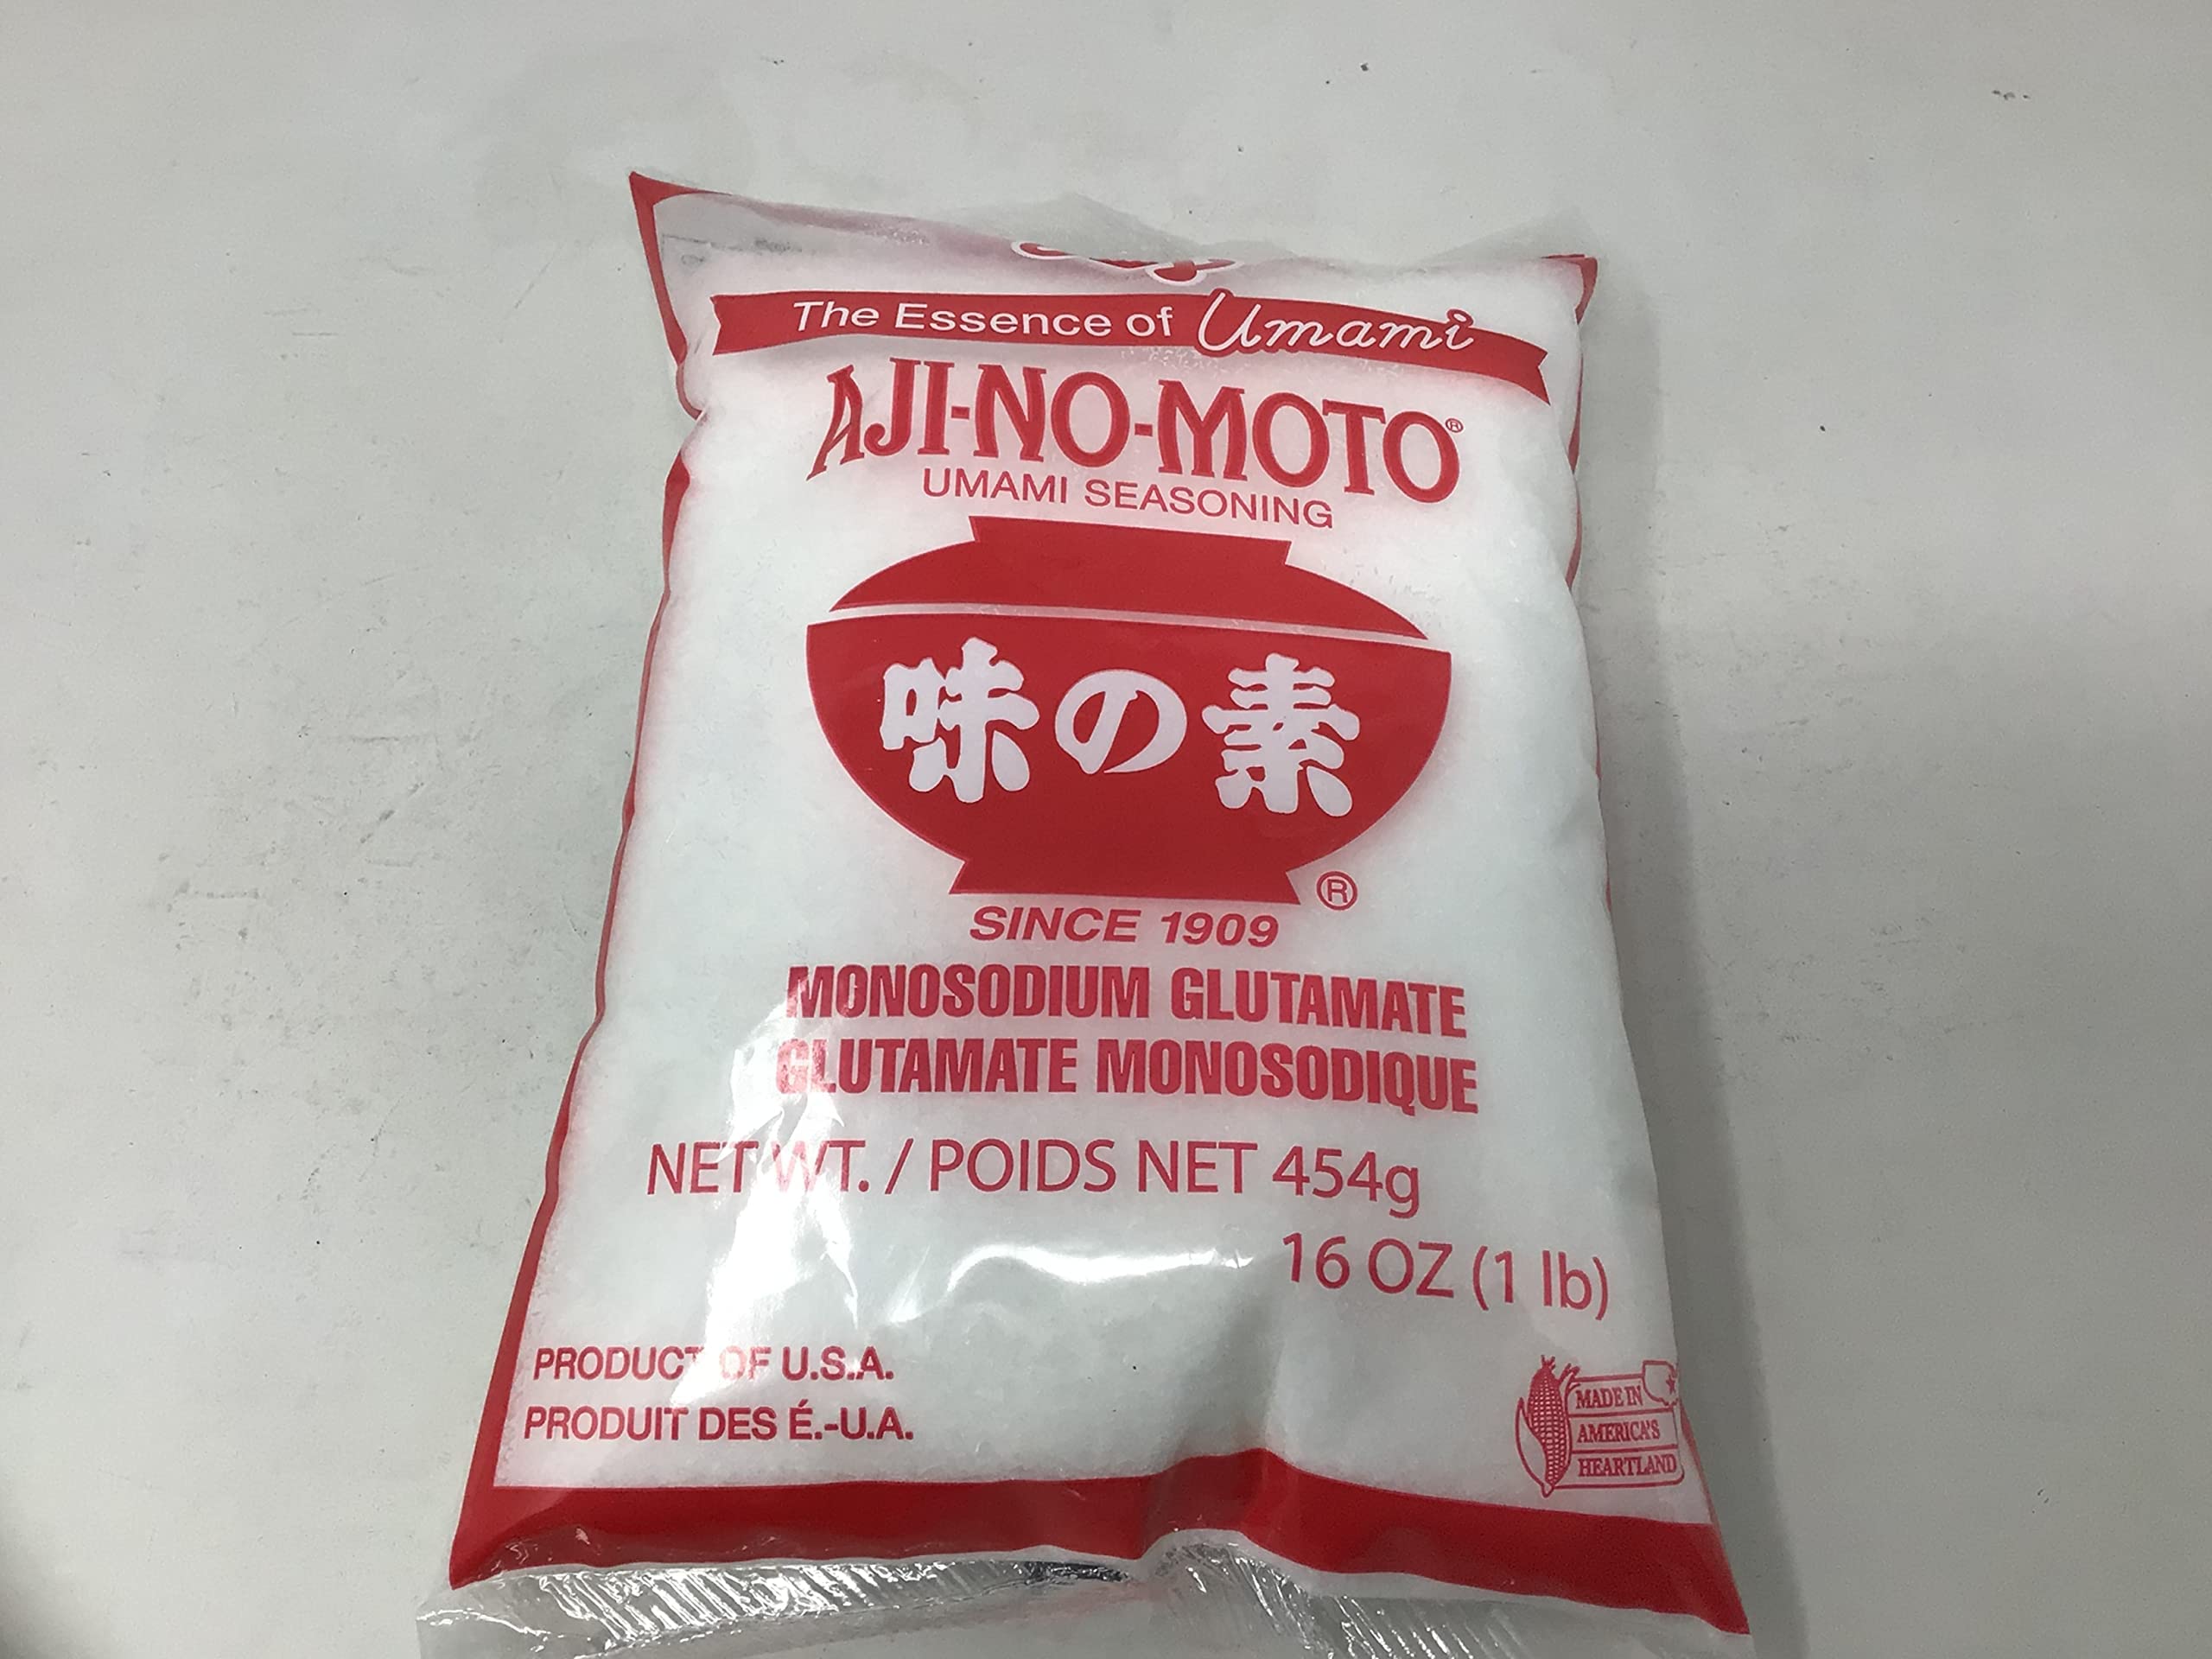 The Essence of Umami
AJI-NO-MOTO®
UMAMI SEASONING
味の素
®
SINCE 1909
MONOSODIUM GLUTAMATE
GLUTAMATE MONOSODIQUE
NET WT. / POIDS NET 454g
16 OZ (1 lb)
PRODUCT OF U.S.A.
PRODUIT DES É.-U.A.
MADE IN
AMERICA'S
HEARTLAND